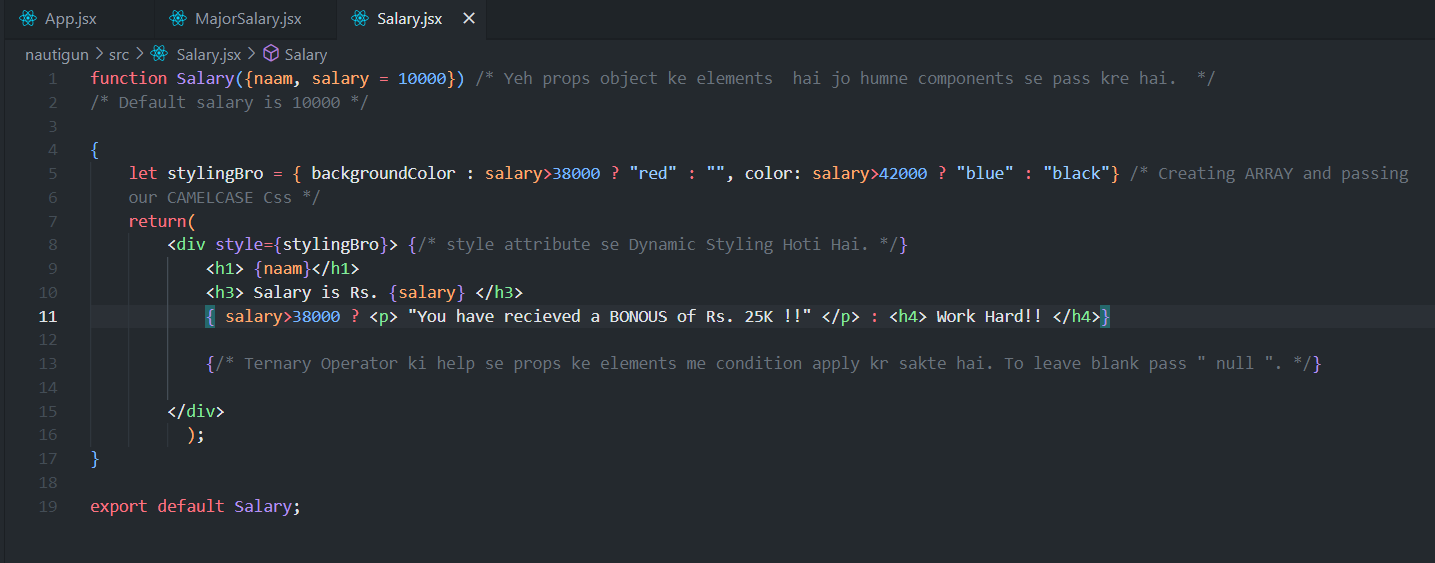 App.jsx MajorSalary.jsx Salary.jsx ×
nautigun > src > Salary.jsx > Salary
1 function Salary({naam, salary = 10000}) /* Yeh props object ke elements  hai jo humne components se pass kre hai.  */
2 /* Default salary is 10000 */
3
4 {
5     let stylingBro = { backgroundColor : salary>38000 ? "red" : "", color: salary>42000 ? "blue" : "black"} /* Creating ARRAY and passing
6     our CAMELCASE Css */
7     return(
8         <div style={stylingBro}> {/* style attribute se Dynamic Styling Hoti Hai. */}
9             <h1> {naam}</h1>
10             <h3> Salary is Rs. {salary} </h3>
11             { salary>38000 ? <p> "You have recieved a BONOUS of Rs. 25K !!" </p> : <h4> Work Hard!! </h4>}
12
13             {/* Ternary Operator ki help se props ke elements me condition apply kr sakte hai. To leave blank pass " null ". */}
14
15         </div>
16           );
17 }
18
19 export default Salary;